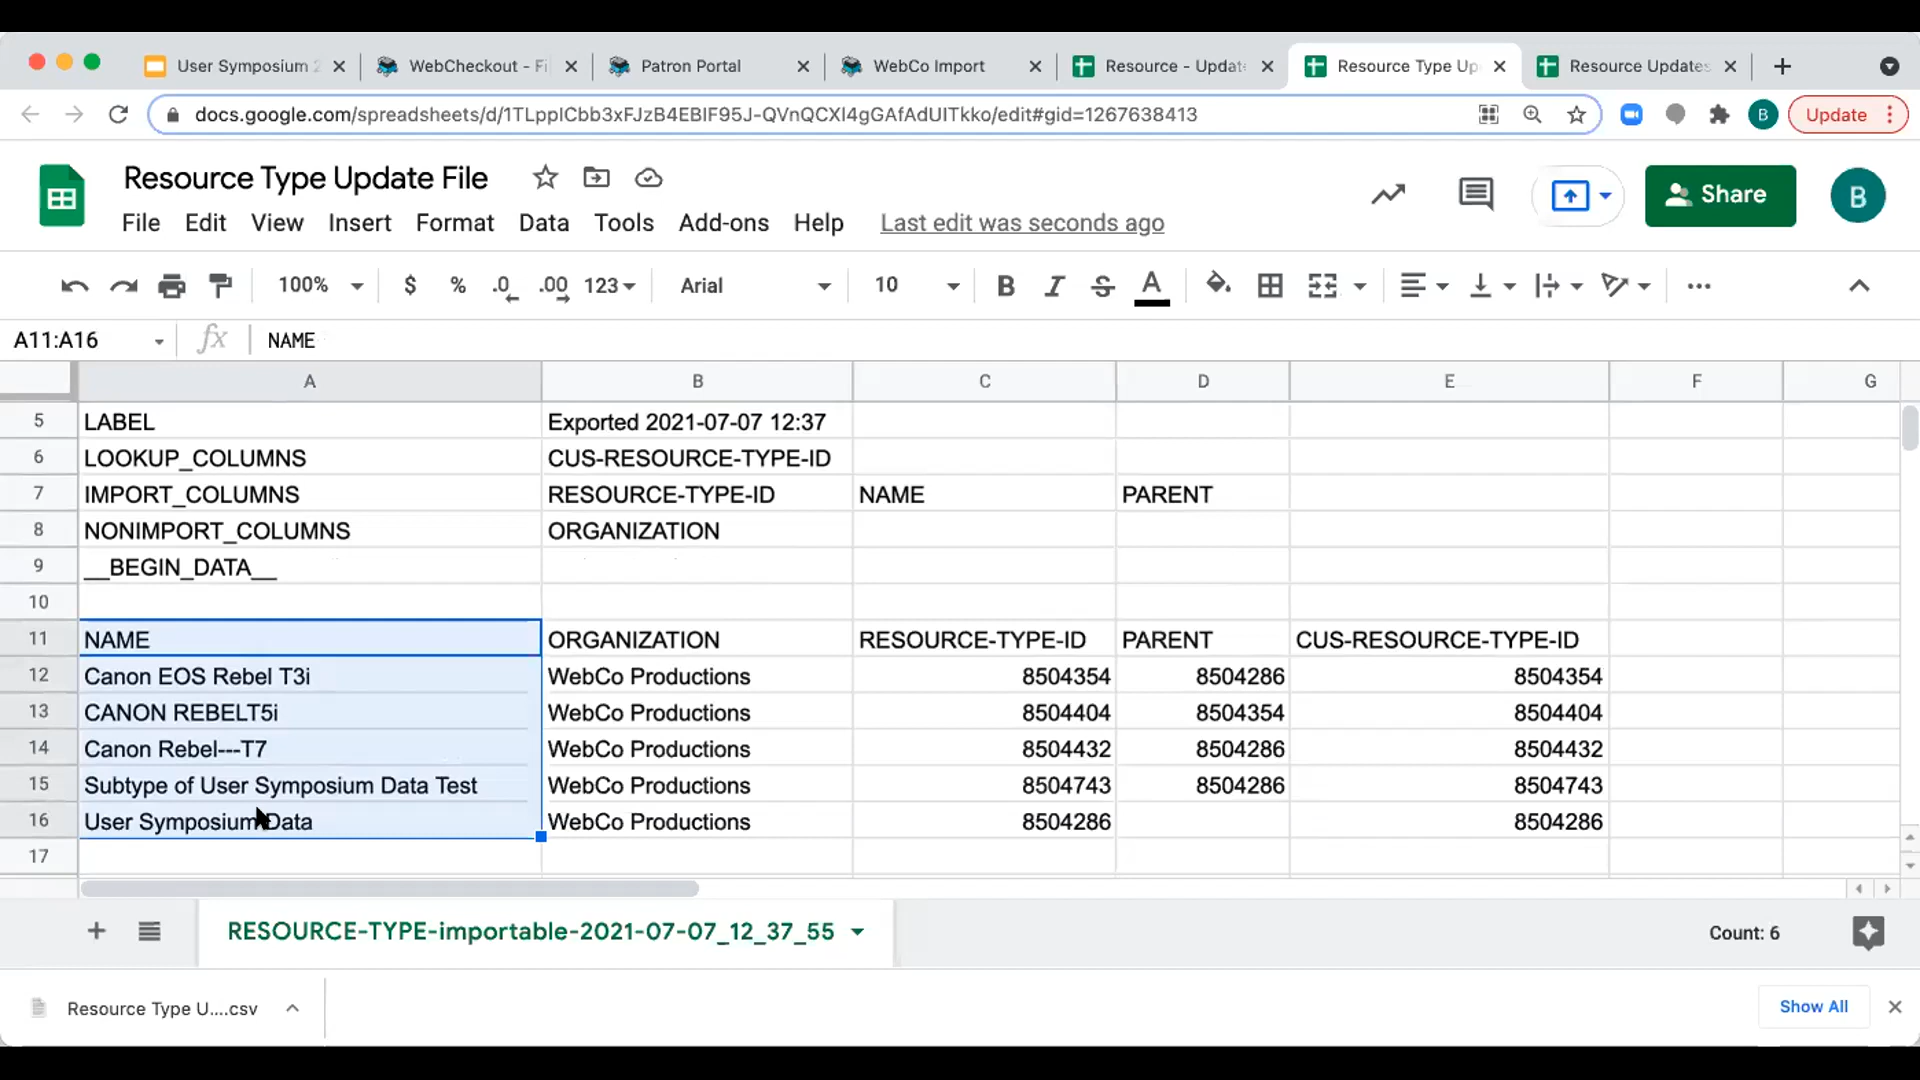 User Symposium 2
WebCheckout - Fi
Patron Portal
WebCo Import
Resource - Updat
Resource Type Up
Resource Updates
docs.google.com/spreadsheets/d/1TLppICbb3xFJzB4EBIF95J-QVnQCXI4gGAfAdUITkko/edit#gid=1267638413
B
Update
Resource Type Update File
Share
B
File Edit View Insert Format Data Tools Add-ons Help Last edit was seconds ago
100% $ % .0 .00 123 Arial 10 B I S A
A11:A16 fx NAME
A B C D E F G
5 LABEL Exported 2021-07-07 12:37
6 LOOKUP_COLUMNS CUS-RESOURCE-TYPE-ID
7 IMPORT_COLUMNS RESOURCE-TYPE-ID NAME PARENT
8 NONIMPORT_COLUMNS ORGANIZATION
9 __BEGIN_DATA__
10
11 NAME ORGANIZATION RESOURCE-TYPE-ID PARENT CUS-RESOURCE-TYPE-ID
12 Canon EOS Rebel T3i WebCo Productions 8504354 8504286 8504354
13 CANON REBELT5i WebCo Productions 8504404 8504354 8504404
14 Canon Rebel---T7 WebCo Productions 8504432 8504286 8504432
15 Subtype of User Symposium Data Test WebCo Productions 8504743 8504286 8504743
16 User Symposium Data WebCo Productions 8504286 8504286
17
RESOURCE-TYPE-importable-2021-07-07_12_37_55
Count: 6
Resource Type U....csv
Show All